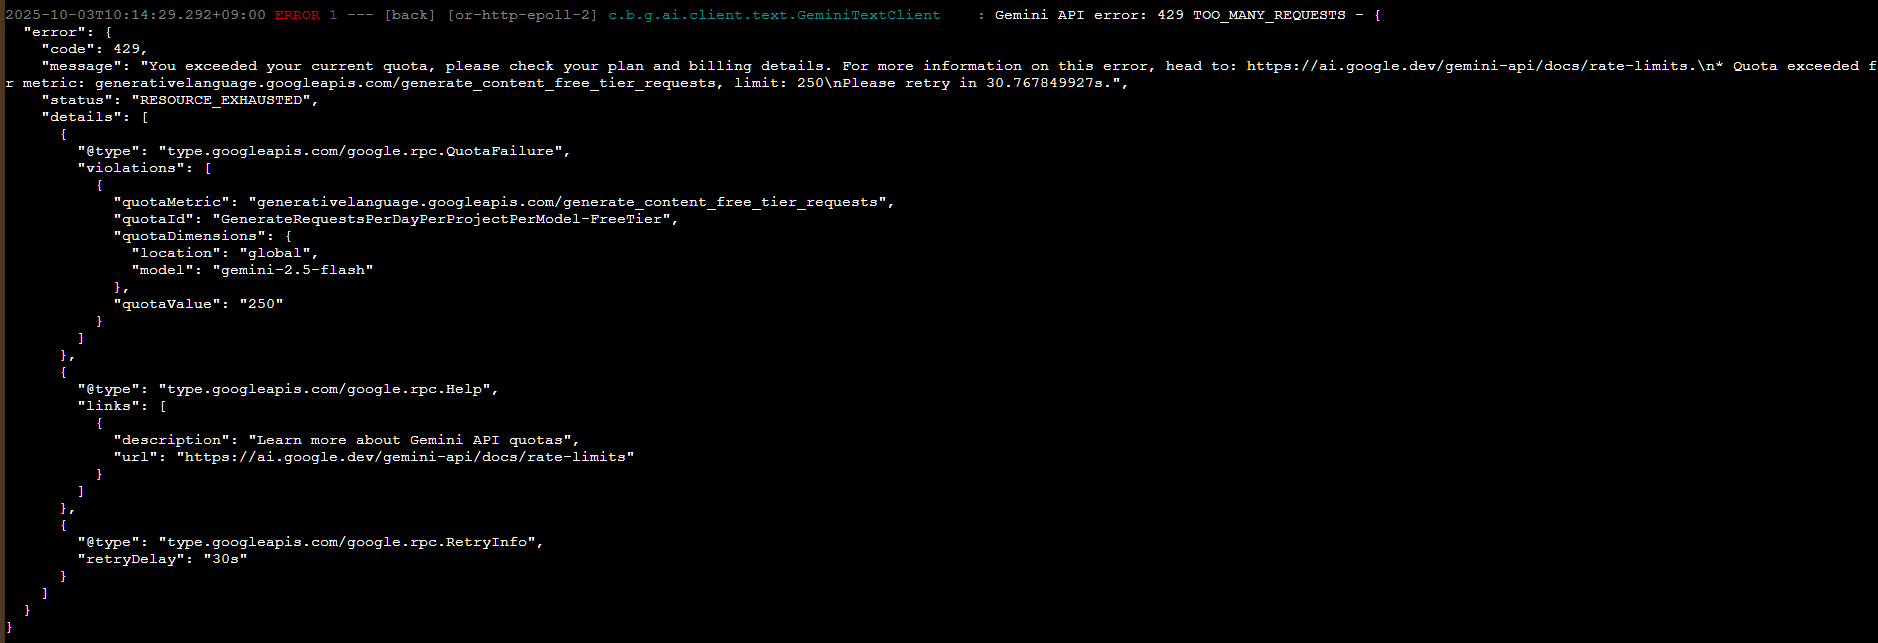 2025-10-03T10:14:29.292+09:00 ERROR 1 --- [back] [or-http-epoll-2] c.b.g.ai.client.text.GeminiTextClient    : Gemini API error: 429 TOO_MANY_REQUESTS - {
  "error": {
    "code": 429,
    "message": "You exceeded your current quota, please check your plan and billing details. For more information on this error, head to: https://ai.google.dev/gemini-api/docs/rate-limits.\n* Quota exceeded f
r metric: generativelanguage.googleapis.com/generate_content_free_tier_requests, limit: 250\nPlease retry in 30.767849927s.",
    "status": "RESOURCE_EXHAUSTED",
    "details": [
      {
        "@type": "type.googleapis.com/google.rpc.QuotaFailure",
        "violations": [
          {
            "quotaMetric": "generativelanguage.googleapis.com/generate_content_free_tier_requests",
            "quotaId": "GenerateRequestsPerDayPerProjectPerModel-FreeTier",
            "quotaDimensions": {
              "location": "global",
              "model": "gemini-2.5-flash"
            },
            "quotaValue": "250"
          }
        ]
      },
      {
        "@type": "type.googleapis.com/google.rpc.Help",
        "links": [
          {
            "description": "Learn more about Gemini API quotas",
            "url": "https://ai.google.dev/gemini-api/docs/rate-limits"
          }
        ]
      },
      {
        "@type": "type.googleapis.com/google.rpc.RetryInfo",
        "retryDelay": "30s"
      }
    ]
  }
}